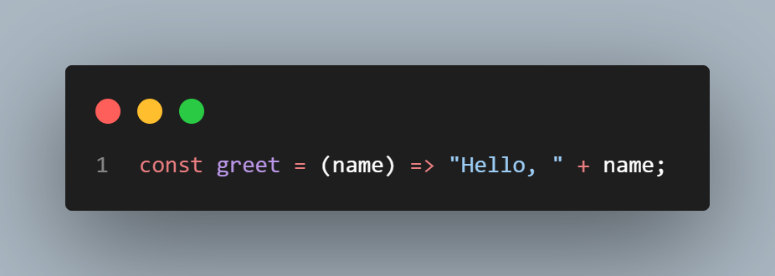 1 const greet = (name) => "Hello, " + name;